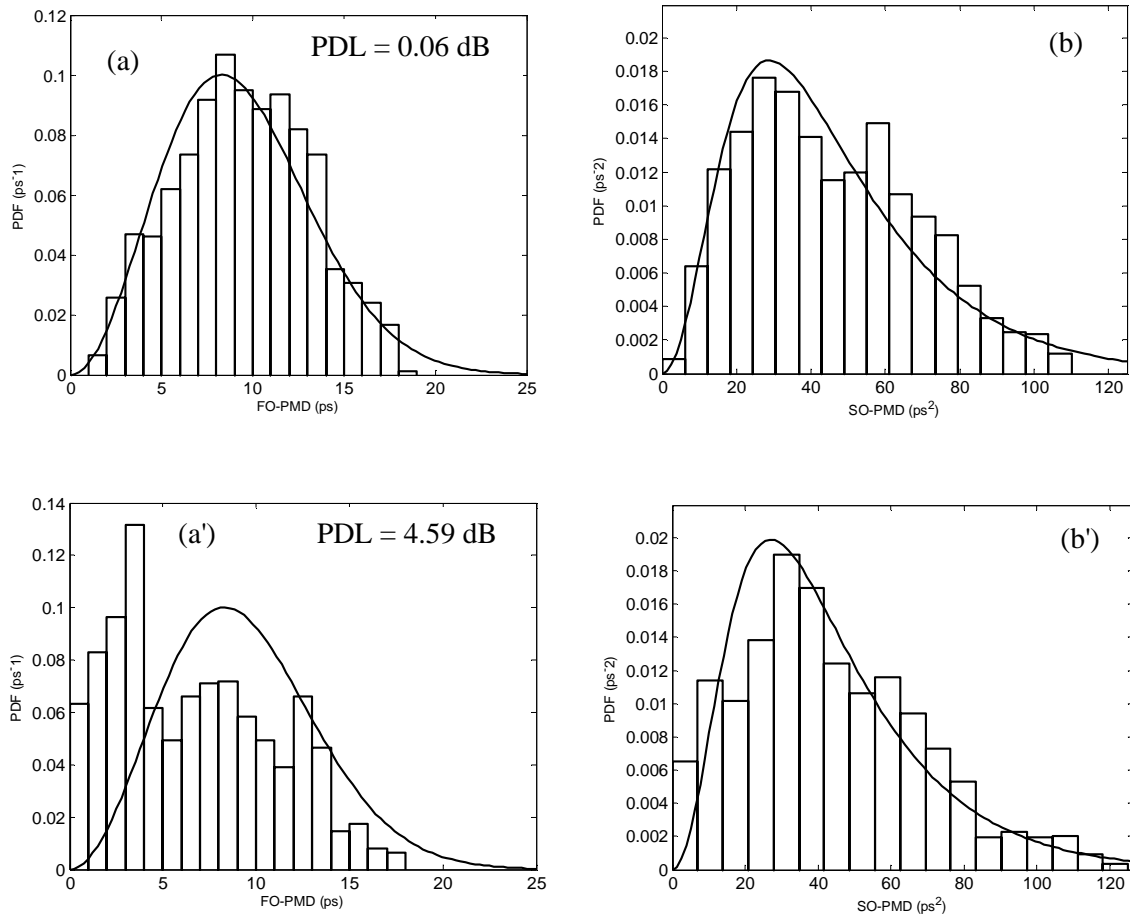 (a)
PDL = 0.06 dB
0.12
0.1
0.08
0.06
0.04
0.02
0
PDF (ps-1)
0 5 10 15 20 25
FO-PMD (ps)
(b)
0.02
0.018
0.016
0.014
0.012
0.01
0.008
0.006
0.004
0.002
0
PDF (ps-2)
0 20 40 60 80 100 120
SO-PMD (ps2)
(a')
PDL = 4.59 dB
0.14
0.12
0.1
0.08
0.06
0.04
0.02
0
PDF (ps-1)
0 5 10 15 20 25
FO-PMD (ps)
(b')
0.02
0.018
0.016
0.014
0.012
0.01
0.008
0.006
0.004
0.002
0
PDF (ps-2)
0 20 40 60 80 100 120
SO-PMD (ps2)